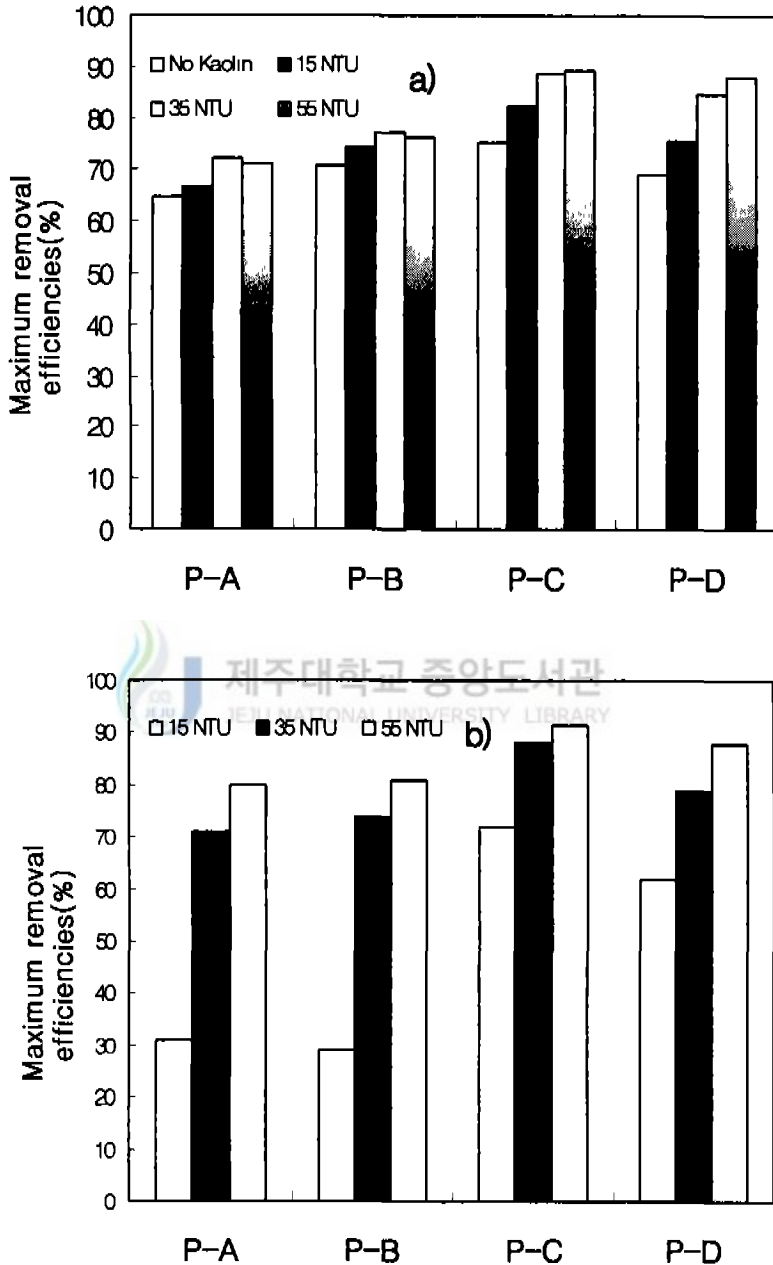 100
90
80
70
60
50
40
30
20
10
0
Maximum removal
efficiencies(%)
No Kaolin
15 NTU
35 NTU
55 NTU
a)
P-A
P-B
P-C
P-D
제주대학교 중앙도서관
JEJU NATIONAL UNIVERSITY LIBRARY
100
90
80
70
60
50
40
30
20
10
0
Maximum removal
efficiencies(%)
15 NTU
35 NTU
55 NTU
b)
P-A
P-B
P-C
P-D